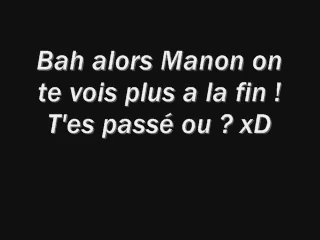 Bah alors Manon on
te vois plus a la fin !
T'es passé ou ? xD